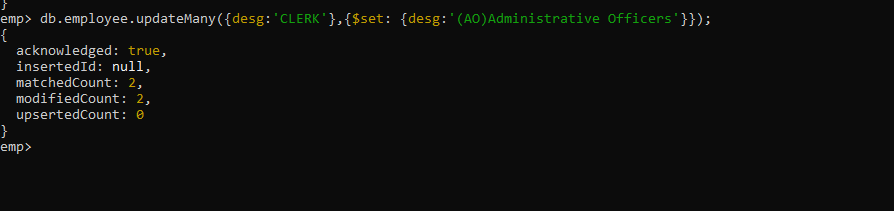 }
emp> db.employee.updateMany({desg:'CLERK'},{$set: {desg:'(AO)Administrative Officers'}});
{
  acknowledged: true,
  insertedId: null,
  matchedCount: 2,
  modifiedCount: 2,
  upsertedCount: 0
}
emp>